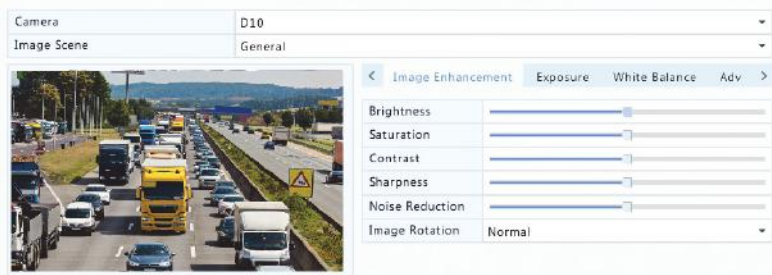 Camera D10
Image Scene General
< Image Enhancement Exposure White Balance Adv >
Brightness
Saturation
Contrast
Sharpness
Noise Reduction
Image Rotation Normal